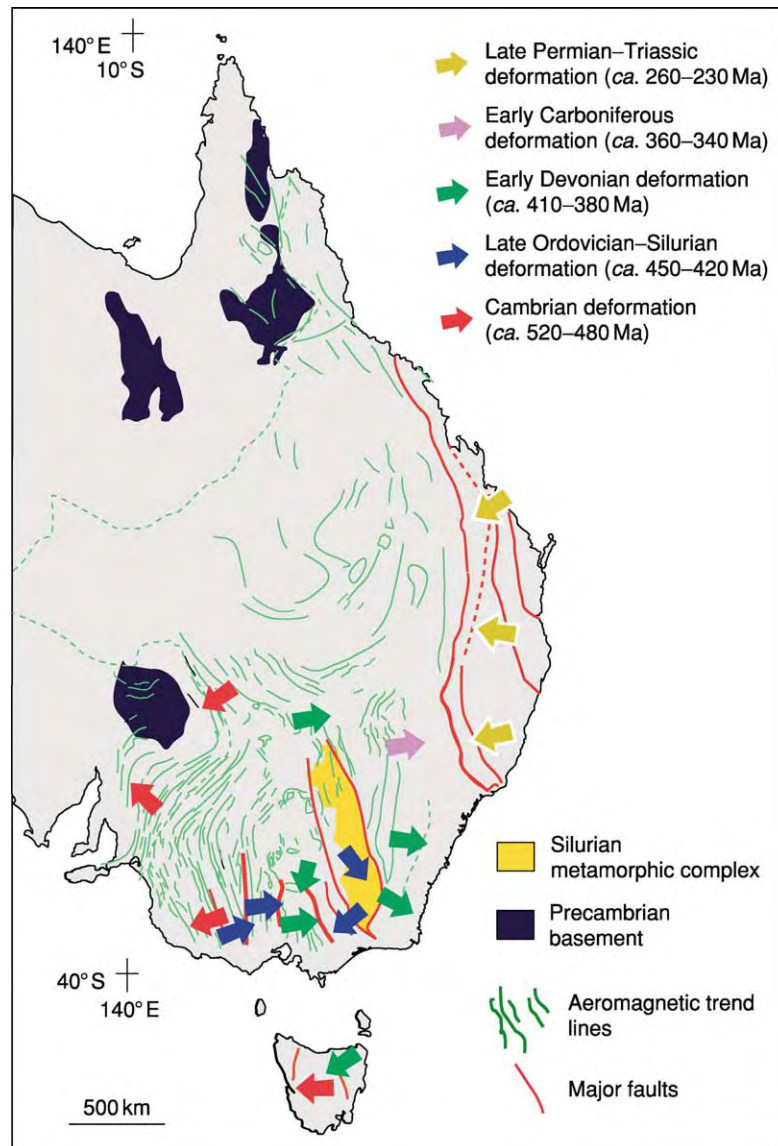 140° E
10° S
Late Permian–Triassic
deformation (ca. 260–230 Ma)
Early Carboniferous
deformation (ca. 360–340 Ma)
Early Devonian deformation
(ca. 410–380 Ma)
Late Ordovician–Silurian
deformation (ca. 450–420 Ma)
Cambrian deformation
(ca. 520–480 Ma)
Silurian
metamorphic complex
Precambrian
basement
40° S
140° E
Aeromagnetic trend
lines
Major faults
500 km